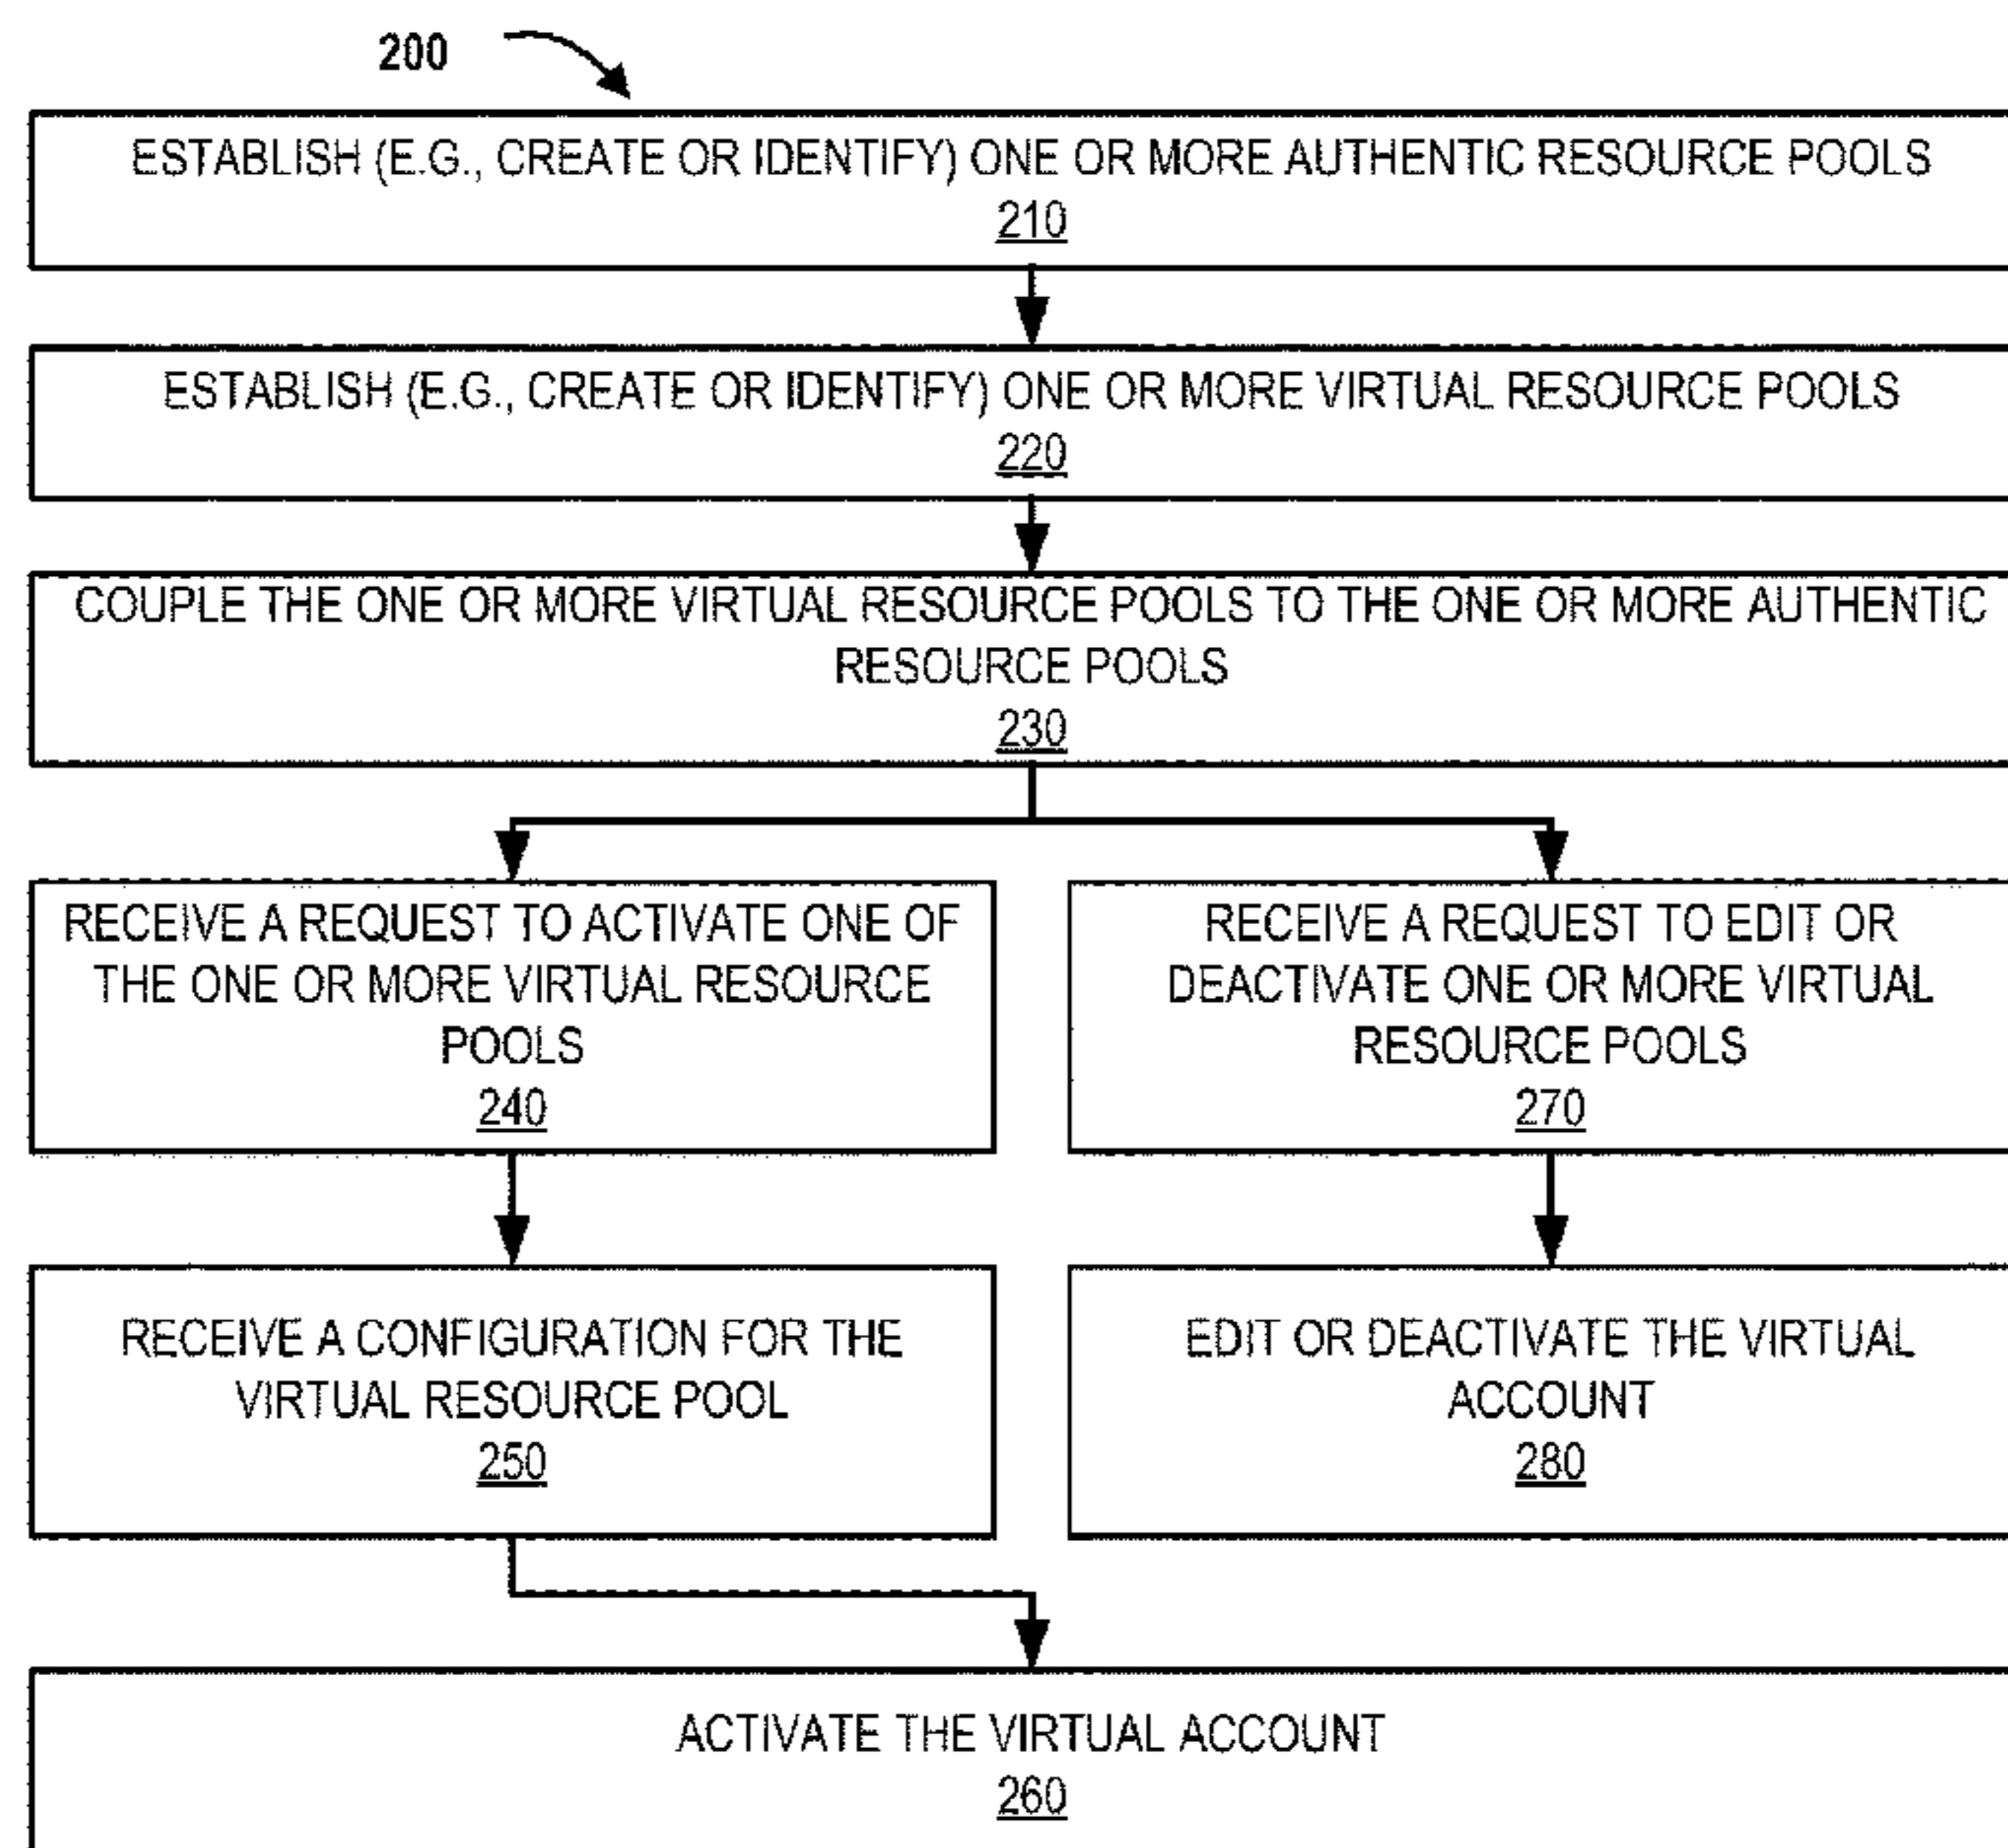 200
ESTABLISH (E.G., CREATE OR IDENTIFY) ONE OR MORE AUTHENTIC RESOURCE POOLS
210
ESTABLISH (E.G., CREATE OR IDENTIFY) ONE OR MORE VIRTUAL RESOURCE POOLS
220
COUPLE THE ONE OR MORE VIRTUAL RESOURCE POOLS TO THE ONE OR MORE AUTHENTIC
RESOURCE POOLS
230
RECEIVE A REQUEST TO ACTIVATE ONE OF
THE ONE OR MORE VIRTUAL RESOURCE
POOLS
240
RECEIVE A REQUEST TO EDIT OR
DEACTIVATE ONE OR MORE VIRTUAL
RESOURCE POOLS
270
RECEIVE A CONFIGURATION FOR THE
VIRTUAL RESOURCE POOL
250
EDIT OR DEACTIVATE THE VIRTUAL
ACCOUNT
280
ACTIVATE THE VIRTUAL ACCOUNT
260